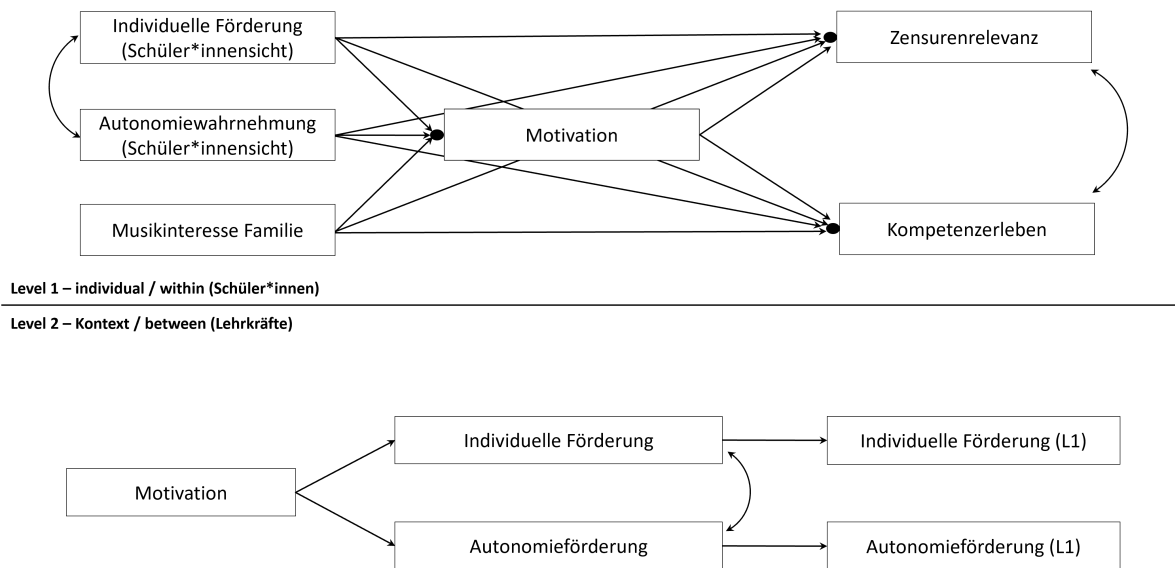 Individuelle Förderung
(Schüler*innensicht)
Zensurenrelevanz
Autonomiewahrnehmung
(Schüler*innensicht)
Motivation
Musikinteresse Familie
Kompetenzerleben
Level 1 – individual / within (Schüler*innen)
Level 2 – Kontext / between (Lehrkräfte)
Individuelle Förderung
Individuelle Förderung (L1)
Motivation
Autonomieförderung
Autonomieförderung (L1)